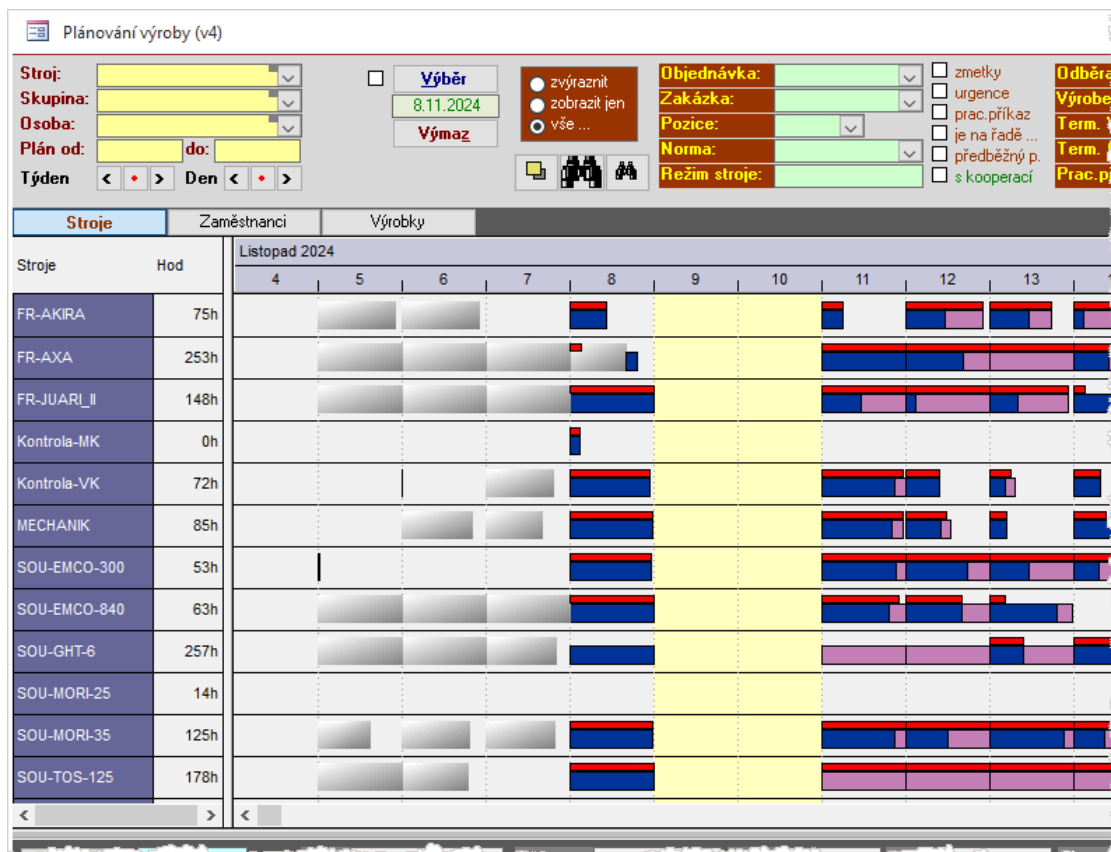 Plánování výroby (v4)
Stroj:
Skupina:
Osoba:
Plán od: do:
Týden < • > Den < • >
Výběr
8.11.2024
Výmaz
zvýraznit
zobrazit jen
vše ...
Objednávka:
Zakázka:
Pozice:
Norma:
Režim stroje:
zmetky
urgence
prac.příkaz
je na řadě ...
předběžný p.
s kooperací
Odběra
Výrobe
Term.
Term.
Prac.p
Stroje Zaměstnanci Výrobky
Stroje Hod
Listopad 2024
4 5 6 7 8 9 10 11 12 13 1
FR-AKIRA 75h
FR-AXA 253h
FR-JUARI_II 148h
Kontrola-MK 0h
Kontrola-VK 72h
MECHANIK 85h
SOU-EMCO-300 53h
SOU-EMCO-840 63h
SOU-GHT-6 257h
SOU-MORI-25 14h
SOU-MORI-35 125h
SOU-TOS-125 178h